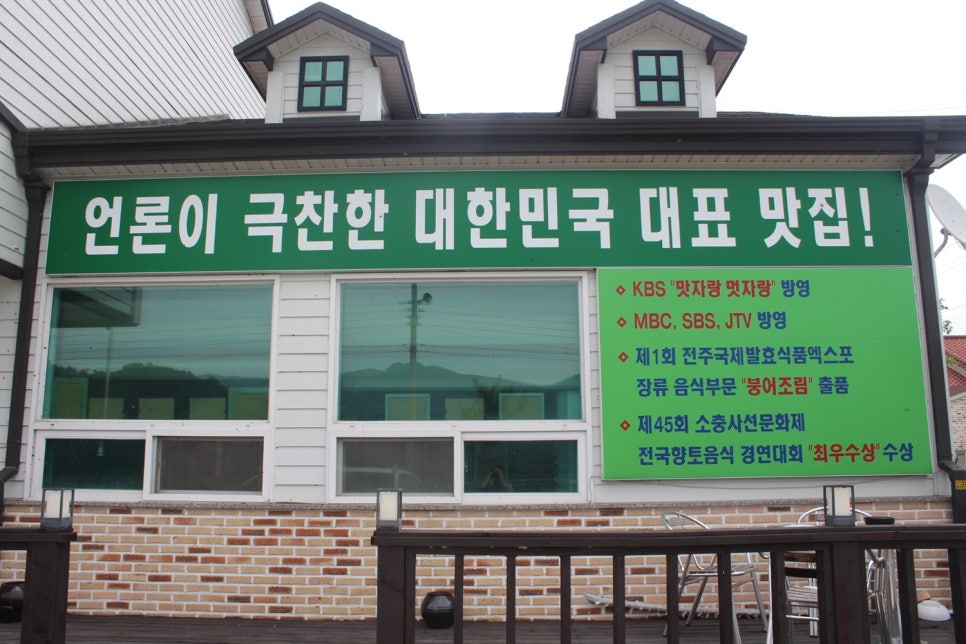 언론이 극찬한 대한민국 대표 맛집!
◇ KBS "맛자랑 멋자랑" 방영
◇ MBC, SBS, JTV 방영
◇ 제1회 전주국제발효식품엑스포
장류 음식부문 "붕어조림" 출품
◇ 제45회 소충사선문화제
전국향토음식 경연대회 "최우수상" 수상